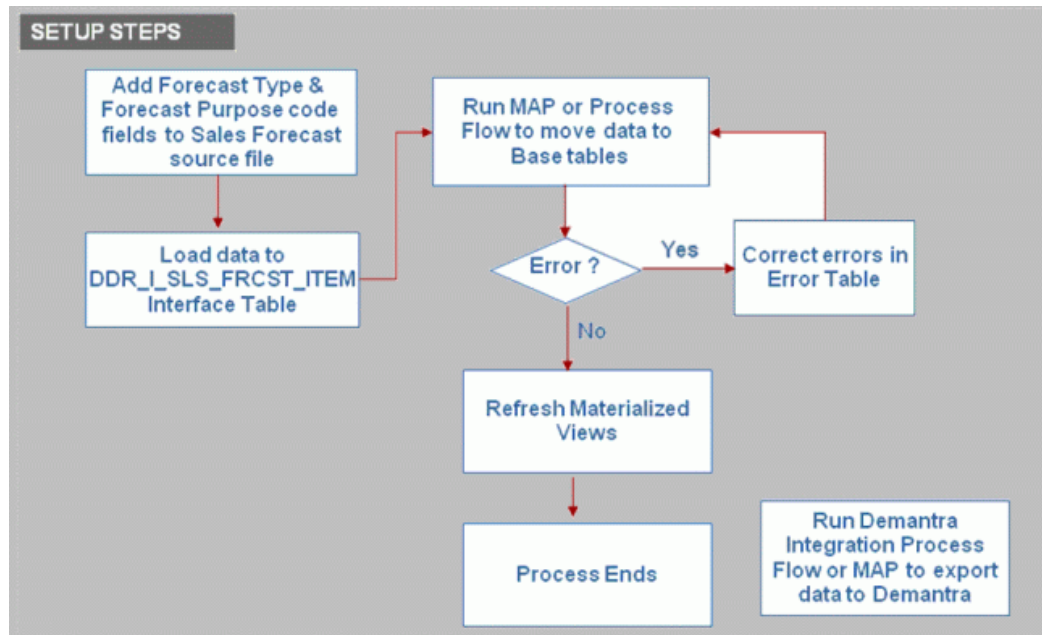 SETUP STEPS
Add Forecast Type &
Forecast Purpose code
fields to Sales Forecast
source file
Load data to
DDR_I_SLS_FRCST_ITEM
Interface Table
Run MAP or Process
Flow to move data to
Base tables
Error ?
Yes
Correct errors in
Error Table
No
Refresh Materialized
Views
Process Ends
Run Demantra
Integration Process
Flow or MAP to export
data to Demantra